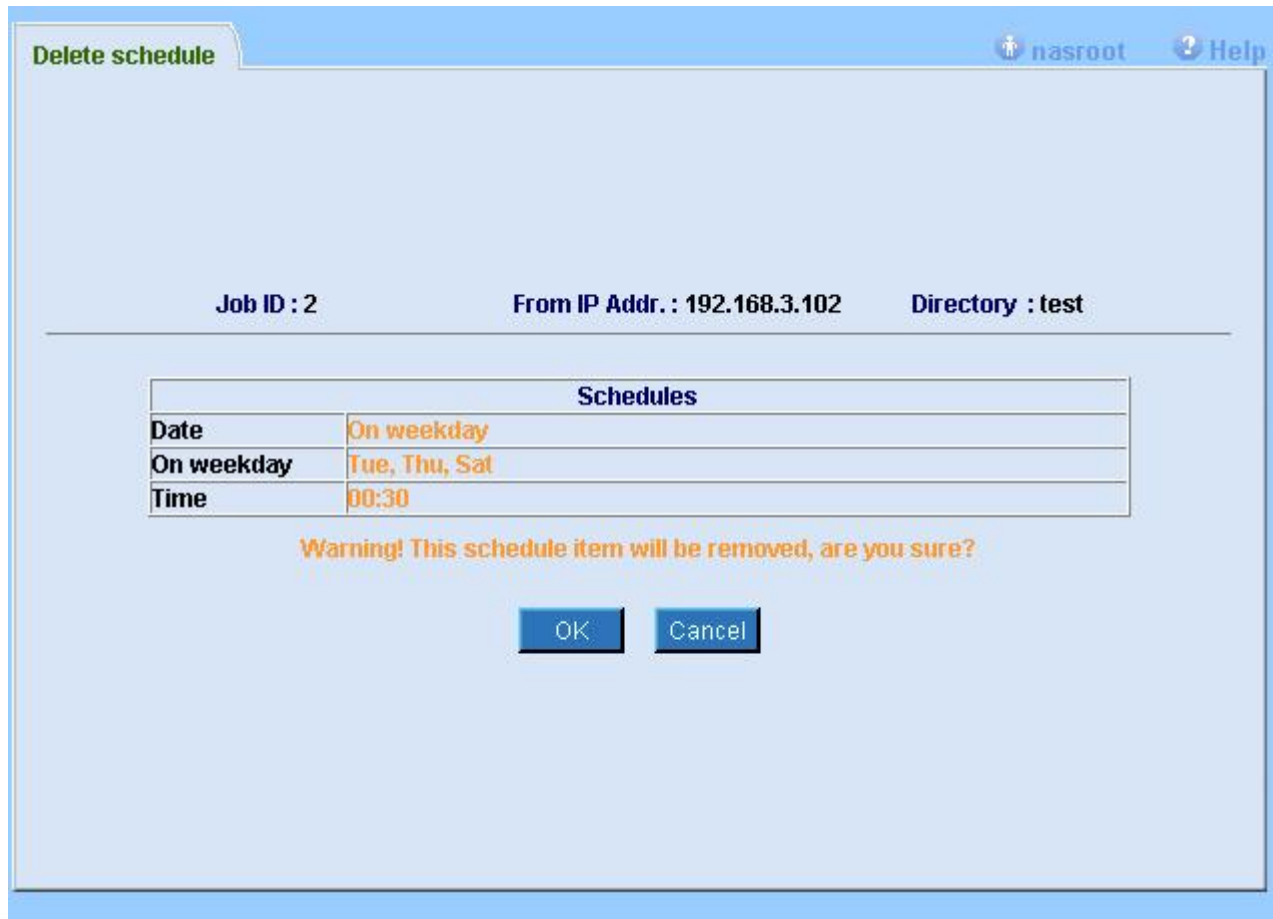 Delete schedule nasroot Help
Job ID : 2 From IP Addr. : 192.168.3.102 Directory : test
Schedules
Date On weekday
On weekday Tue, Thu, Sat
Time 00:30
Warning! This schedule item will be removed, are you sure?
OK Cancel